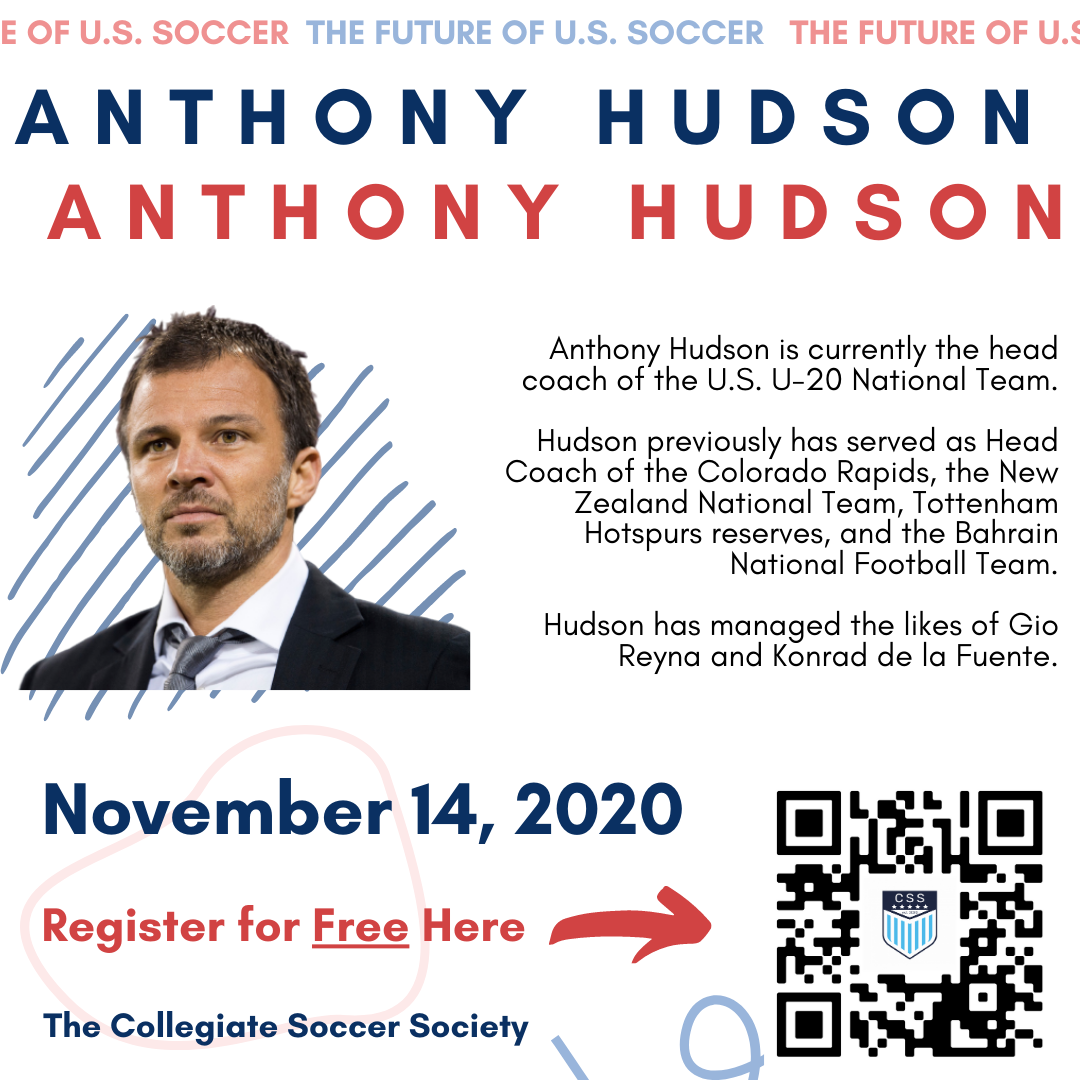 E OF U.S. SOCCER THE FUTURE OF U.S. SOCCER THE FUTURE OF U.S
ANTHONY HUDSON
ANTHONY HUDSON
Anthony Hudson is currently the head
coach of the U.S. U-20 National Team.
Hudson previously has served as Head
Coach of the Colorado Rapids, the New
Zealand National Team, Tottenham
Hotspurs reserves, and the Bahrain
National Football Team.
Hudson has managed the likes of Gio
Reyna and Konrad de la Fuente.
November 14, 2020
Register for Free Here
The Collegiate Soccer Society
CSS